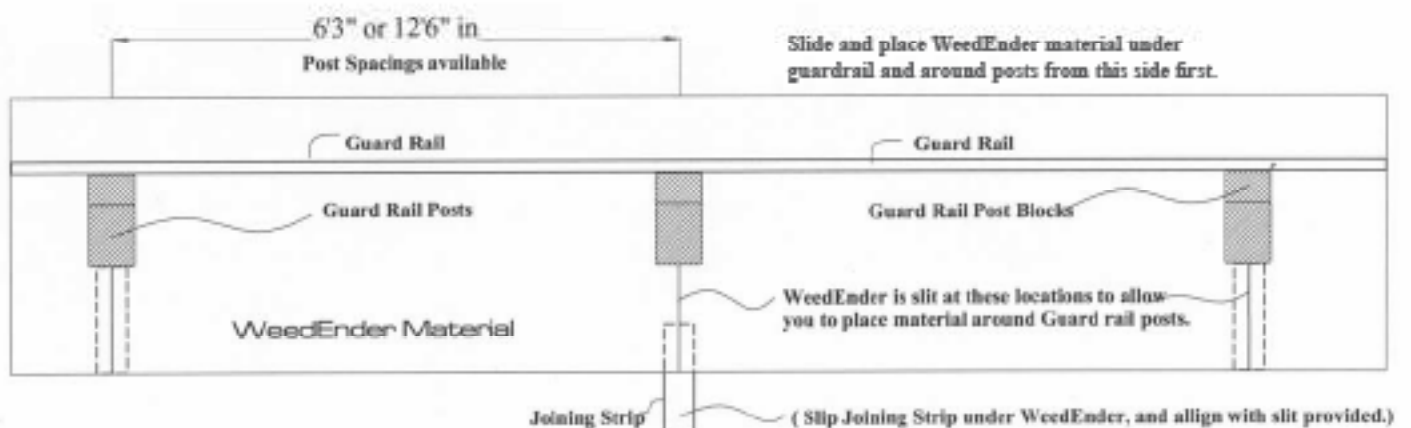 6'3" or 12'6" in
Post Spacings available
Slide and place WeedEnder material under
guardrail and around posts from this side first.
Guard Rail
Guard Rail
Guard Rail Posts
Guard Rail Post Blocks
WeedEnder is slit at these locations to allow
you to place material around Guard rail posts.
WeedEnder Material
Joining Strip
( Slip Joining Strip under WeedEnder, and allign with slit provided.)